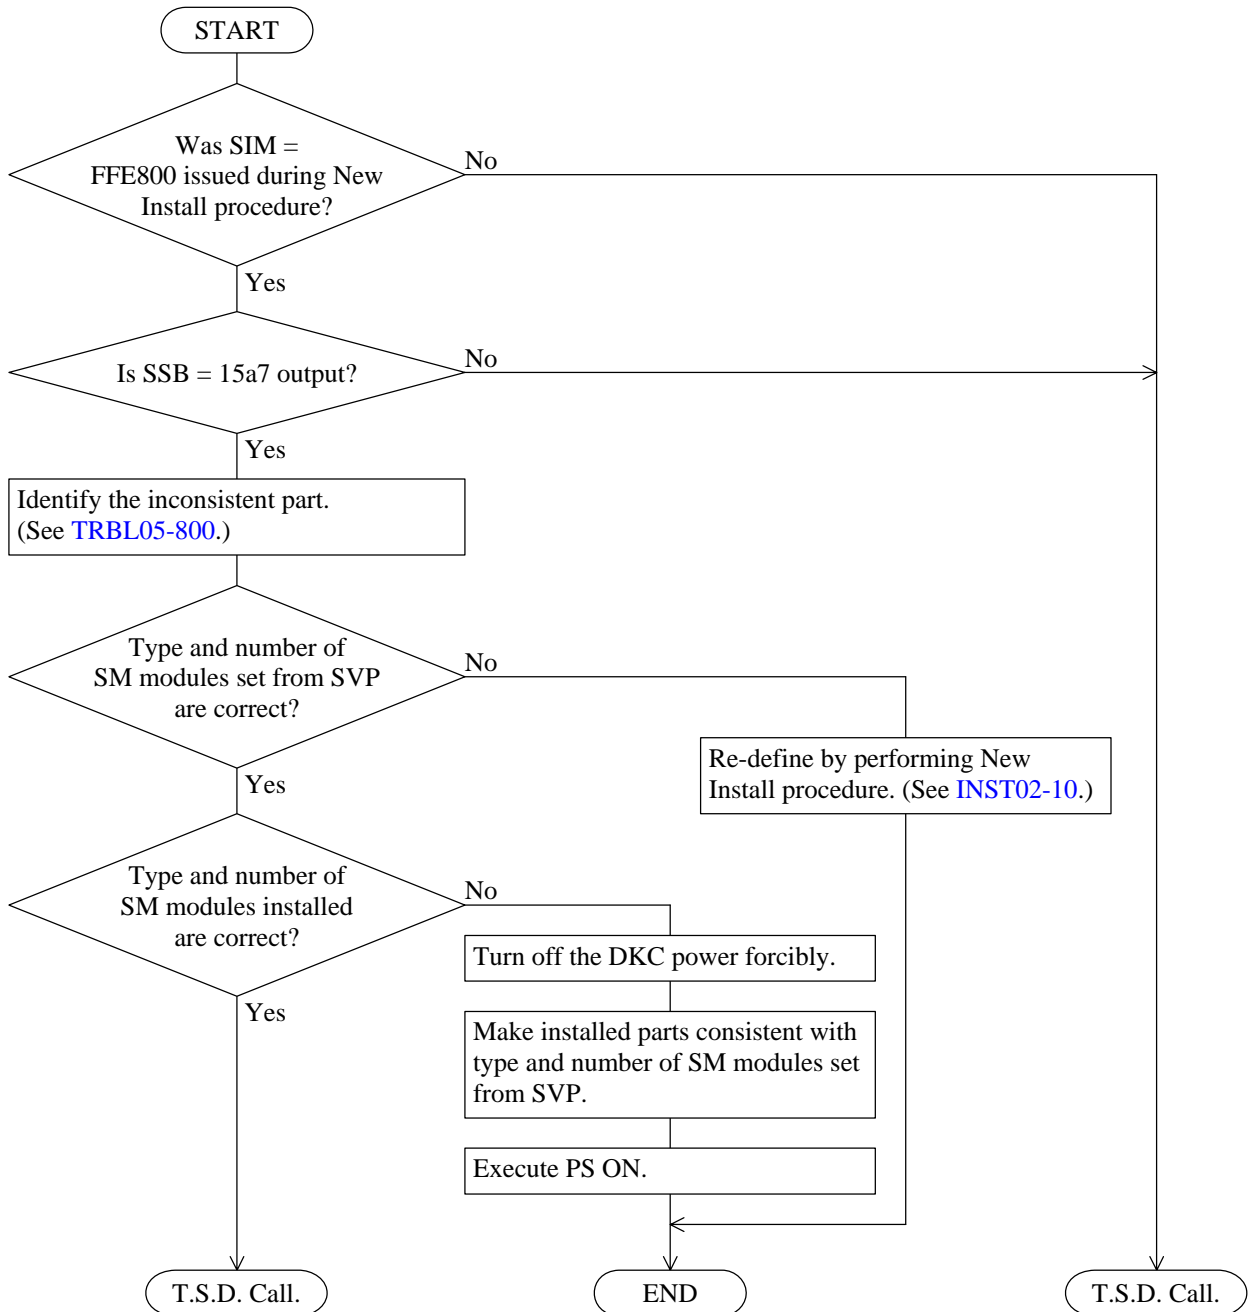 START
Was SIM =
FFE800 issued during New
Install procedure?
No
Yes
Is SSB = 15a7 output?
No
Yes
Identify the inconsistent part.
(See TRBL05-800.)
Type and number of
SM modules set from SVP
are correct?
No
Yes
Re-define by performing New
Install procedure. (See INST02-10.)
Type and number of
SM modules installed
are correct?
No
Yes
Turn off the DKC power forcibly.
Make installed parts consistent with
type and number of SM modules set
from SVP.
Execute PS ON.
T.S.D. Call.
END
T.S.D. Call.